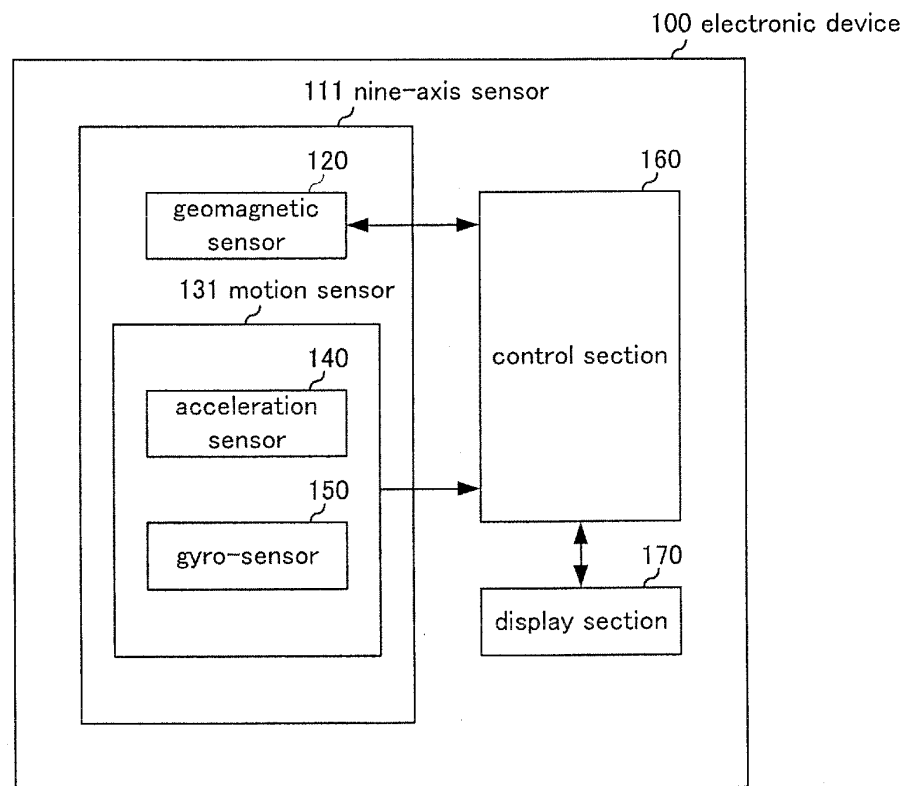 100 electronic device
111 nine-axis sensor
120
geomagnetic
sensor
160
control section
131 motion sensor
140
acceleration
sensor
150
gyro-sensor
170
display section